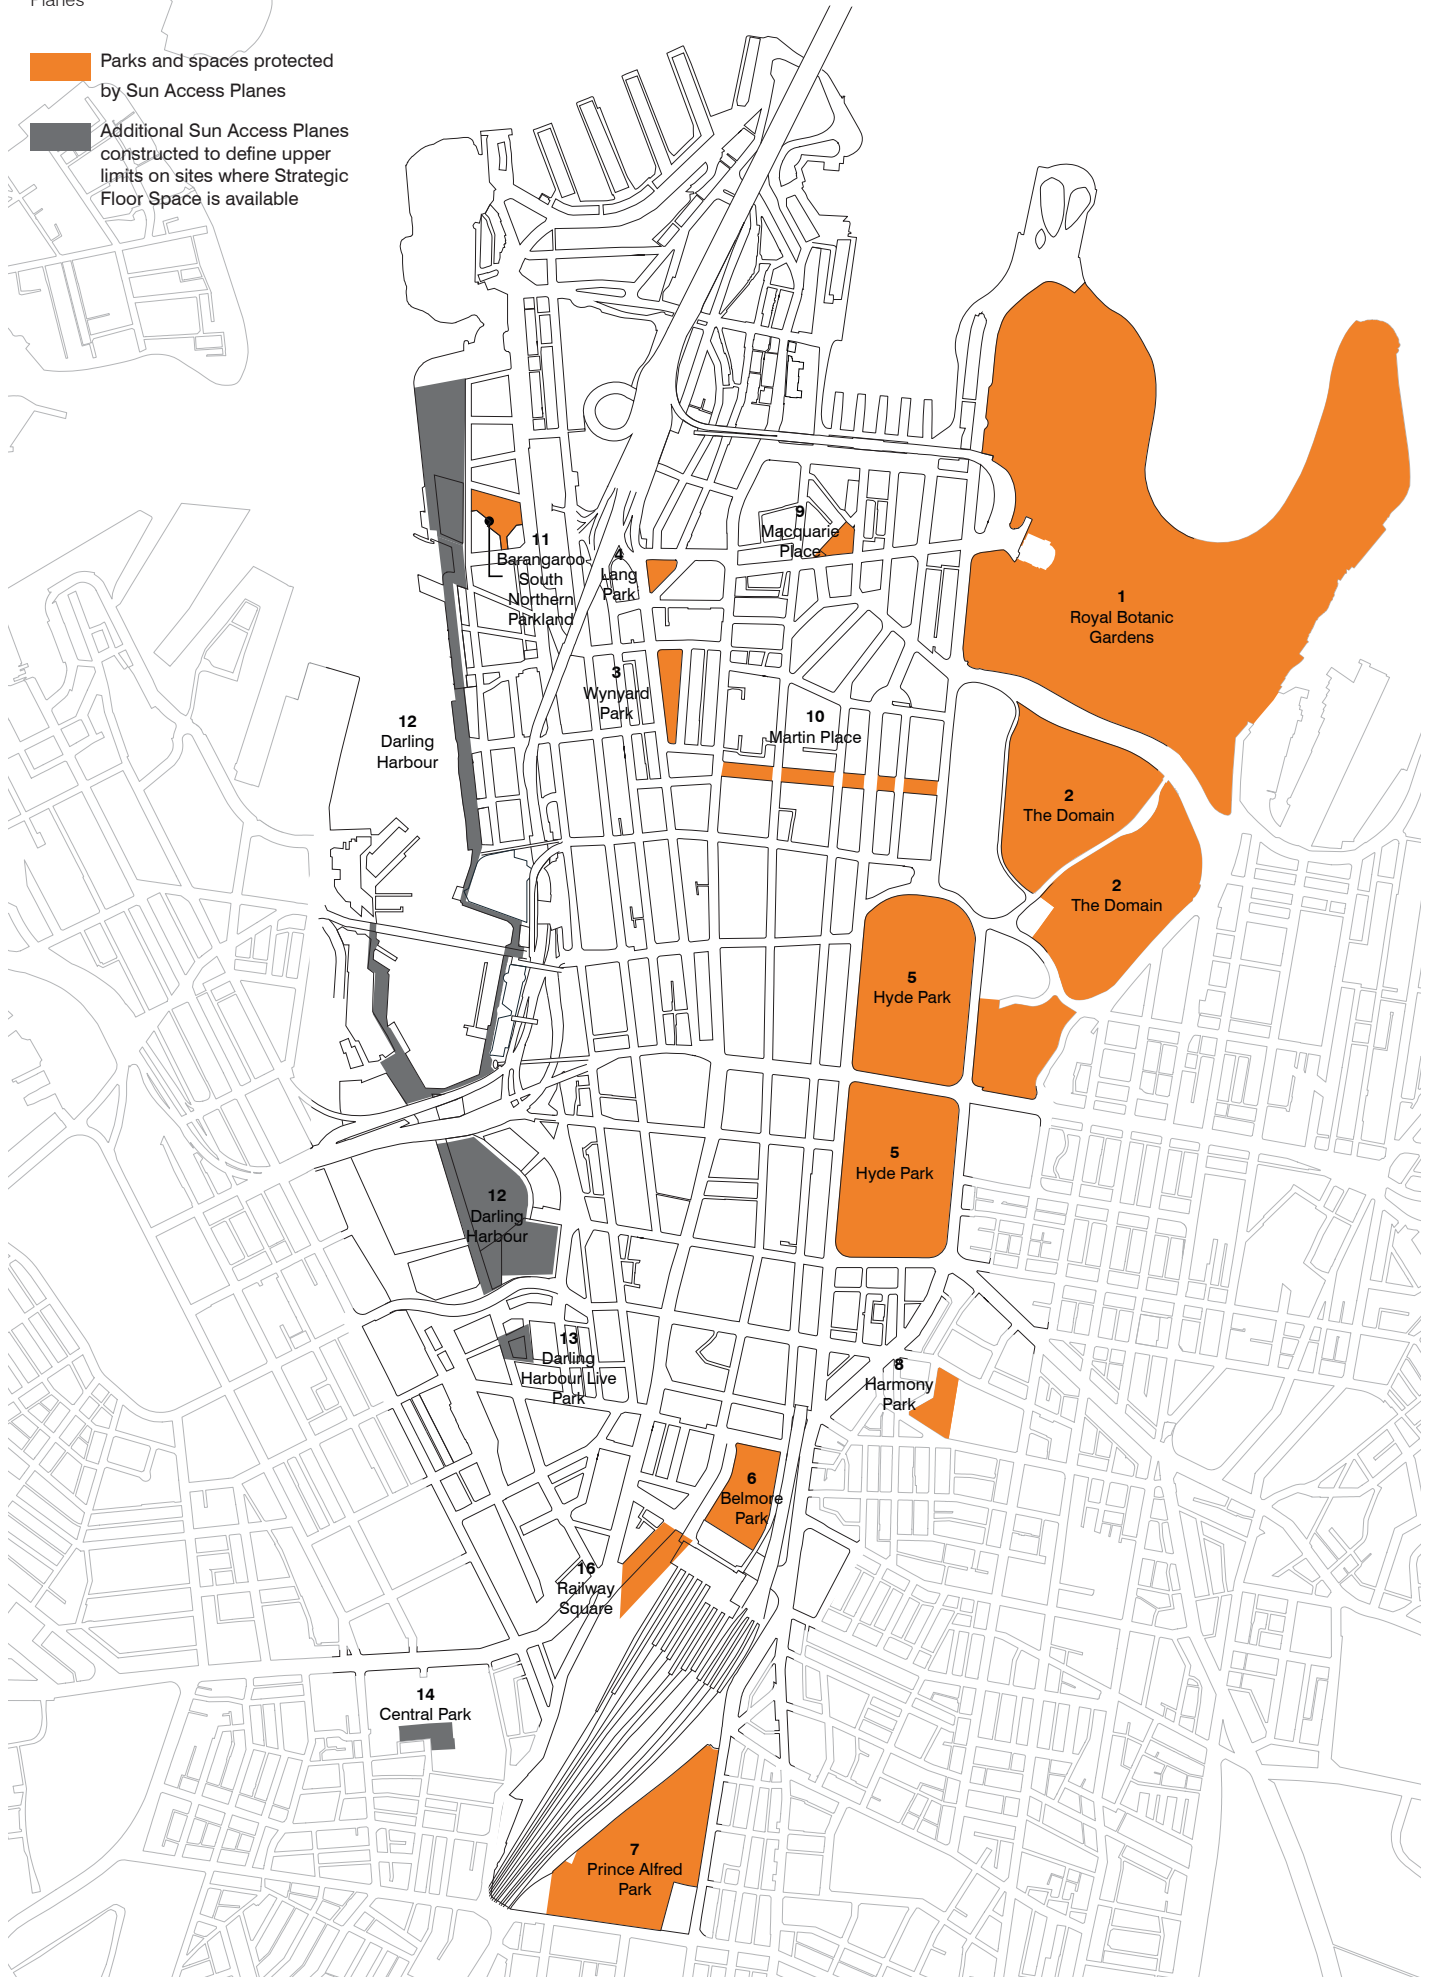 Planes
Parks and spaces protected
by Sun Access Planes
Additional Sun Access Planes
constructed to define upper
limits on sites where Strategic
Floor Space is available
9
Macquarie
Place
11
Barangaroo
South
Northern
Parkland
4
Lang
Park
1
Royal Botanic
Gardens
3
Wynyard
Park
12
Darling
Harbour
10
Martin Place
2
The Domain
2
The Domain
5
Hyde Park
5
Hyde Park
12
Darling
Harbour
13
Darling
Harbour Live
Park
8
Harmony
Park
6
Belmore
Park
16
Railway
Square
14
Central Park
7
Prince Alfred
Park